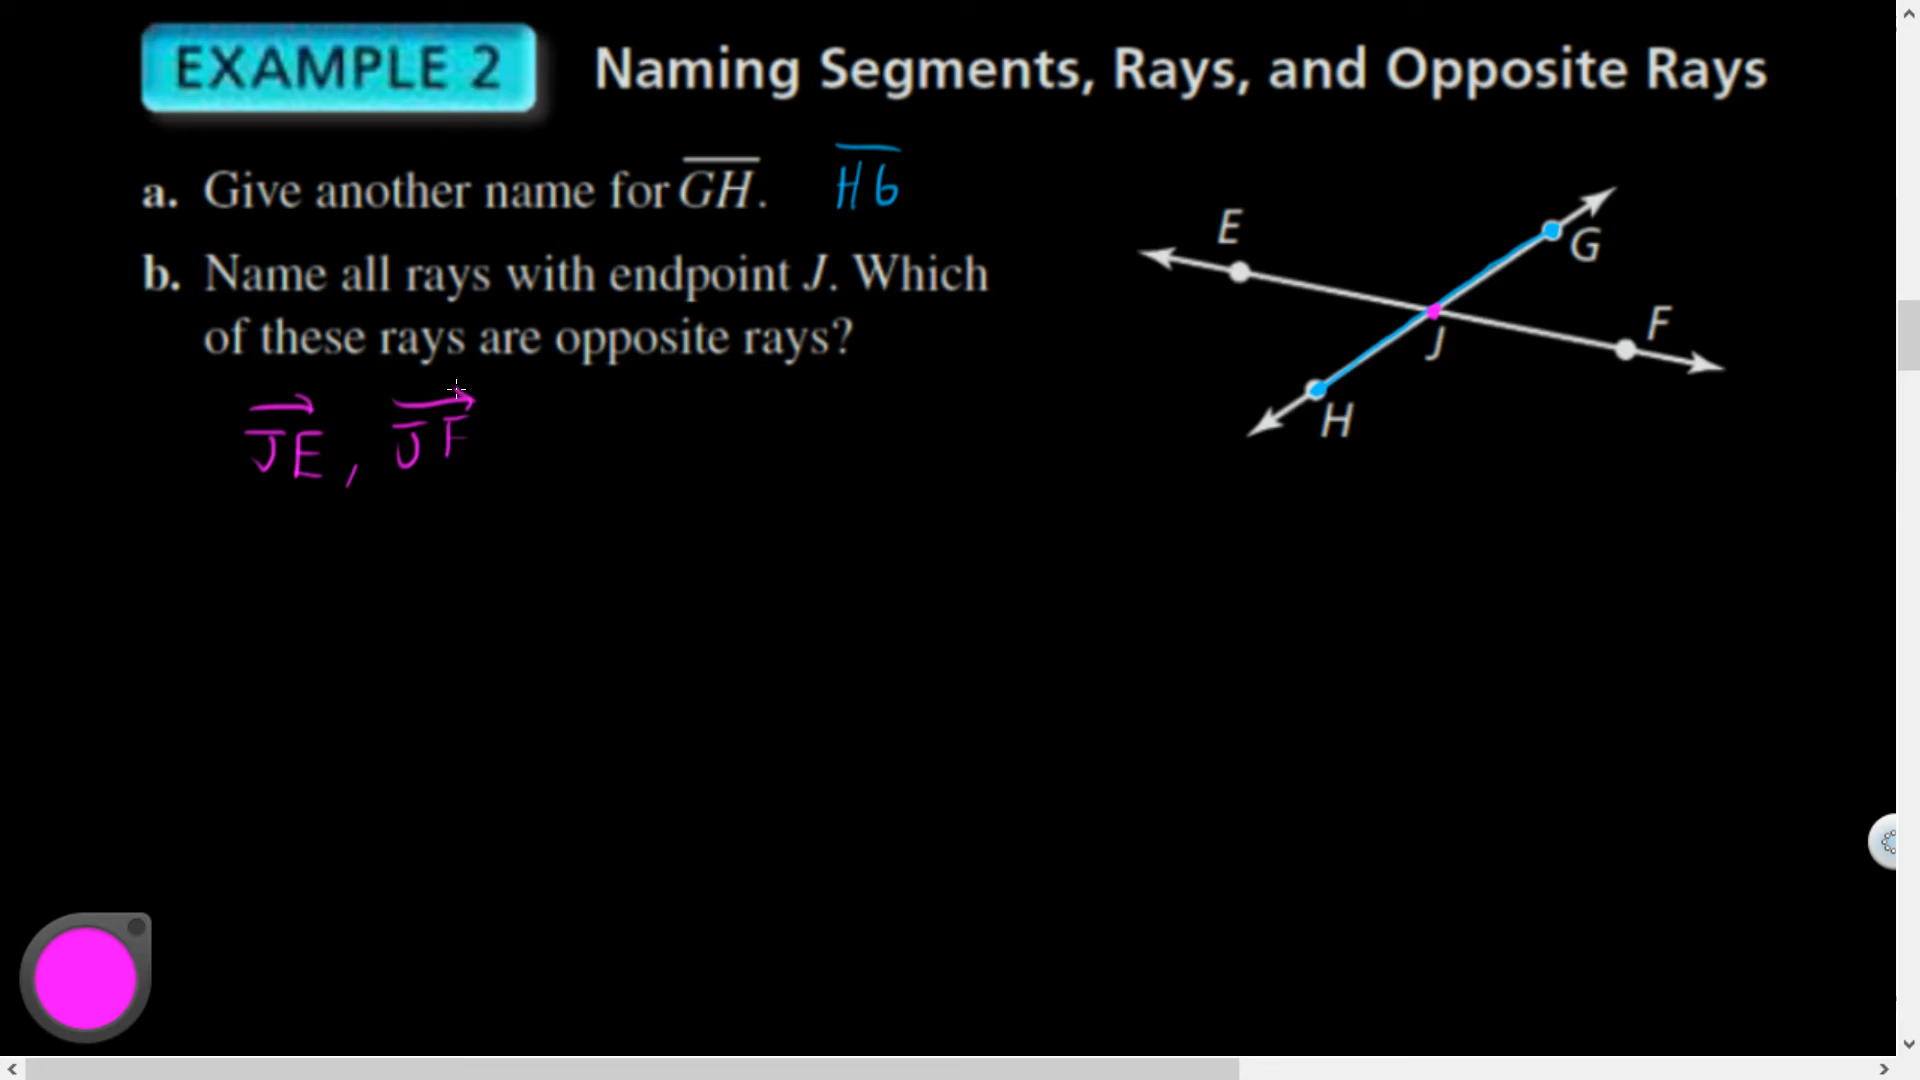 EXAMPLE 2 Naming Segments, Rays, and Opposite Rays
a. Give another name for GH. HG
b. Name all rays with endpoint J. Which
of these rays are opposite rays?
JE, JF
E
G
F
J
H